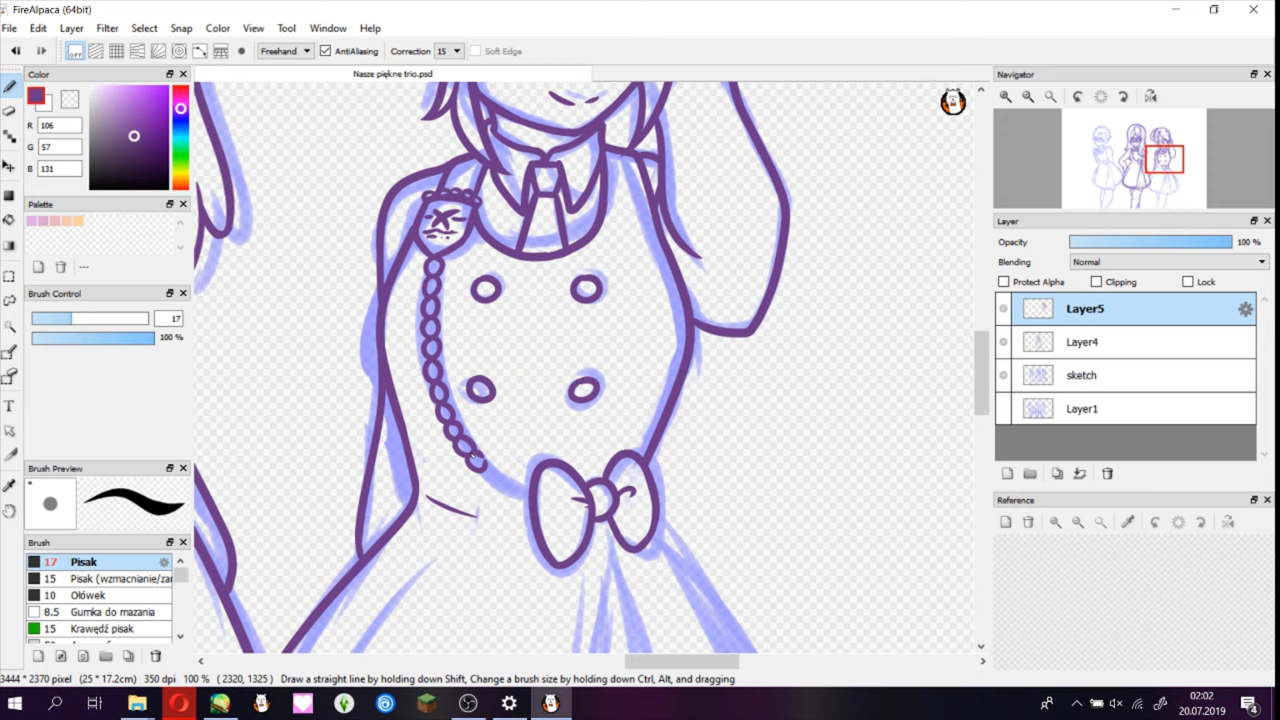 FireAlpaca (64bit)
File Edit Layer Filter Select Snap Color View Tool Window Help
off Freehand AntiAliasing Correction 15 Soft Edge
Color
R 106
G 57
B 131
Palette
---
Brush Control
17
100 %
Brush Preview
Brush
17 Pisak
15 Pisak (wzmacnianie/zar
10 Ołówek
8.5 Gumka do mazania
15 Krawędź pisak
Nasze piękne trio.psd
Navigator
Layer
Opacity 100 %
Blending Normal
Protect Alpha Clipping Lock
Layer5
Layer4
sketch
Layer1
Reference
3444 * 2370 pixel (25 * 17.2cm) 350 dpi 100 % ( 2320, 1325 ) Draw a straight line by holding down Shift, Change a brush size by holding down Ctrl, Alt, and dragging
02:02
20.07.2019
4